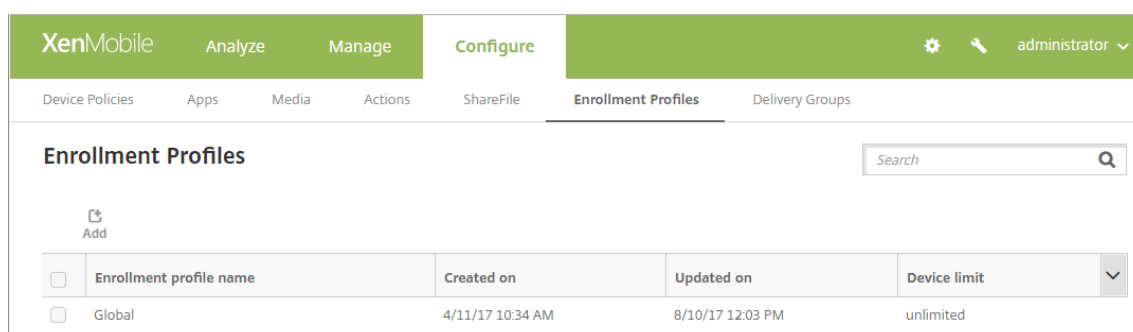 XenMobile Analyze Manage Configure administrator
Device Policies Apps Media Actions ShareFile Enrollment Profiles Delivery Groups
Enrollment Profiles Search
Add
Enrollment profile name Created on Updated on Device limit
Global 4/11/17 10:34 AM 8/10/17 12:03 PM unlimited